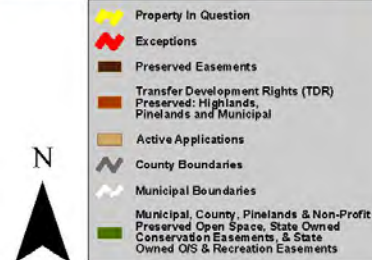 Property In Question
Exceptions
Preserved Easements
Transfer Development Rights (TDR)
Preserved: Highlands,
Pinelands and Municipal
Active Applications
County Boundaries
Municipal Boundaries
Municipal, County, Pinelands & Non-Profit
Preserved Open Space, State Owned
Conservation Easements, & State
Owned O/S & Recreation Easements
N